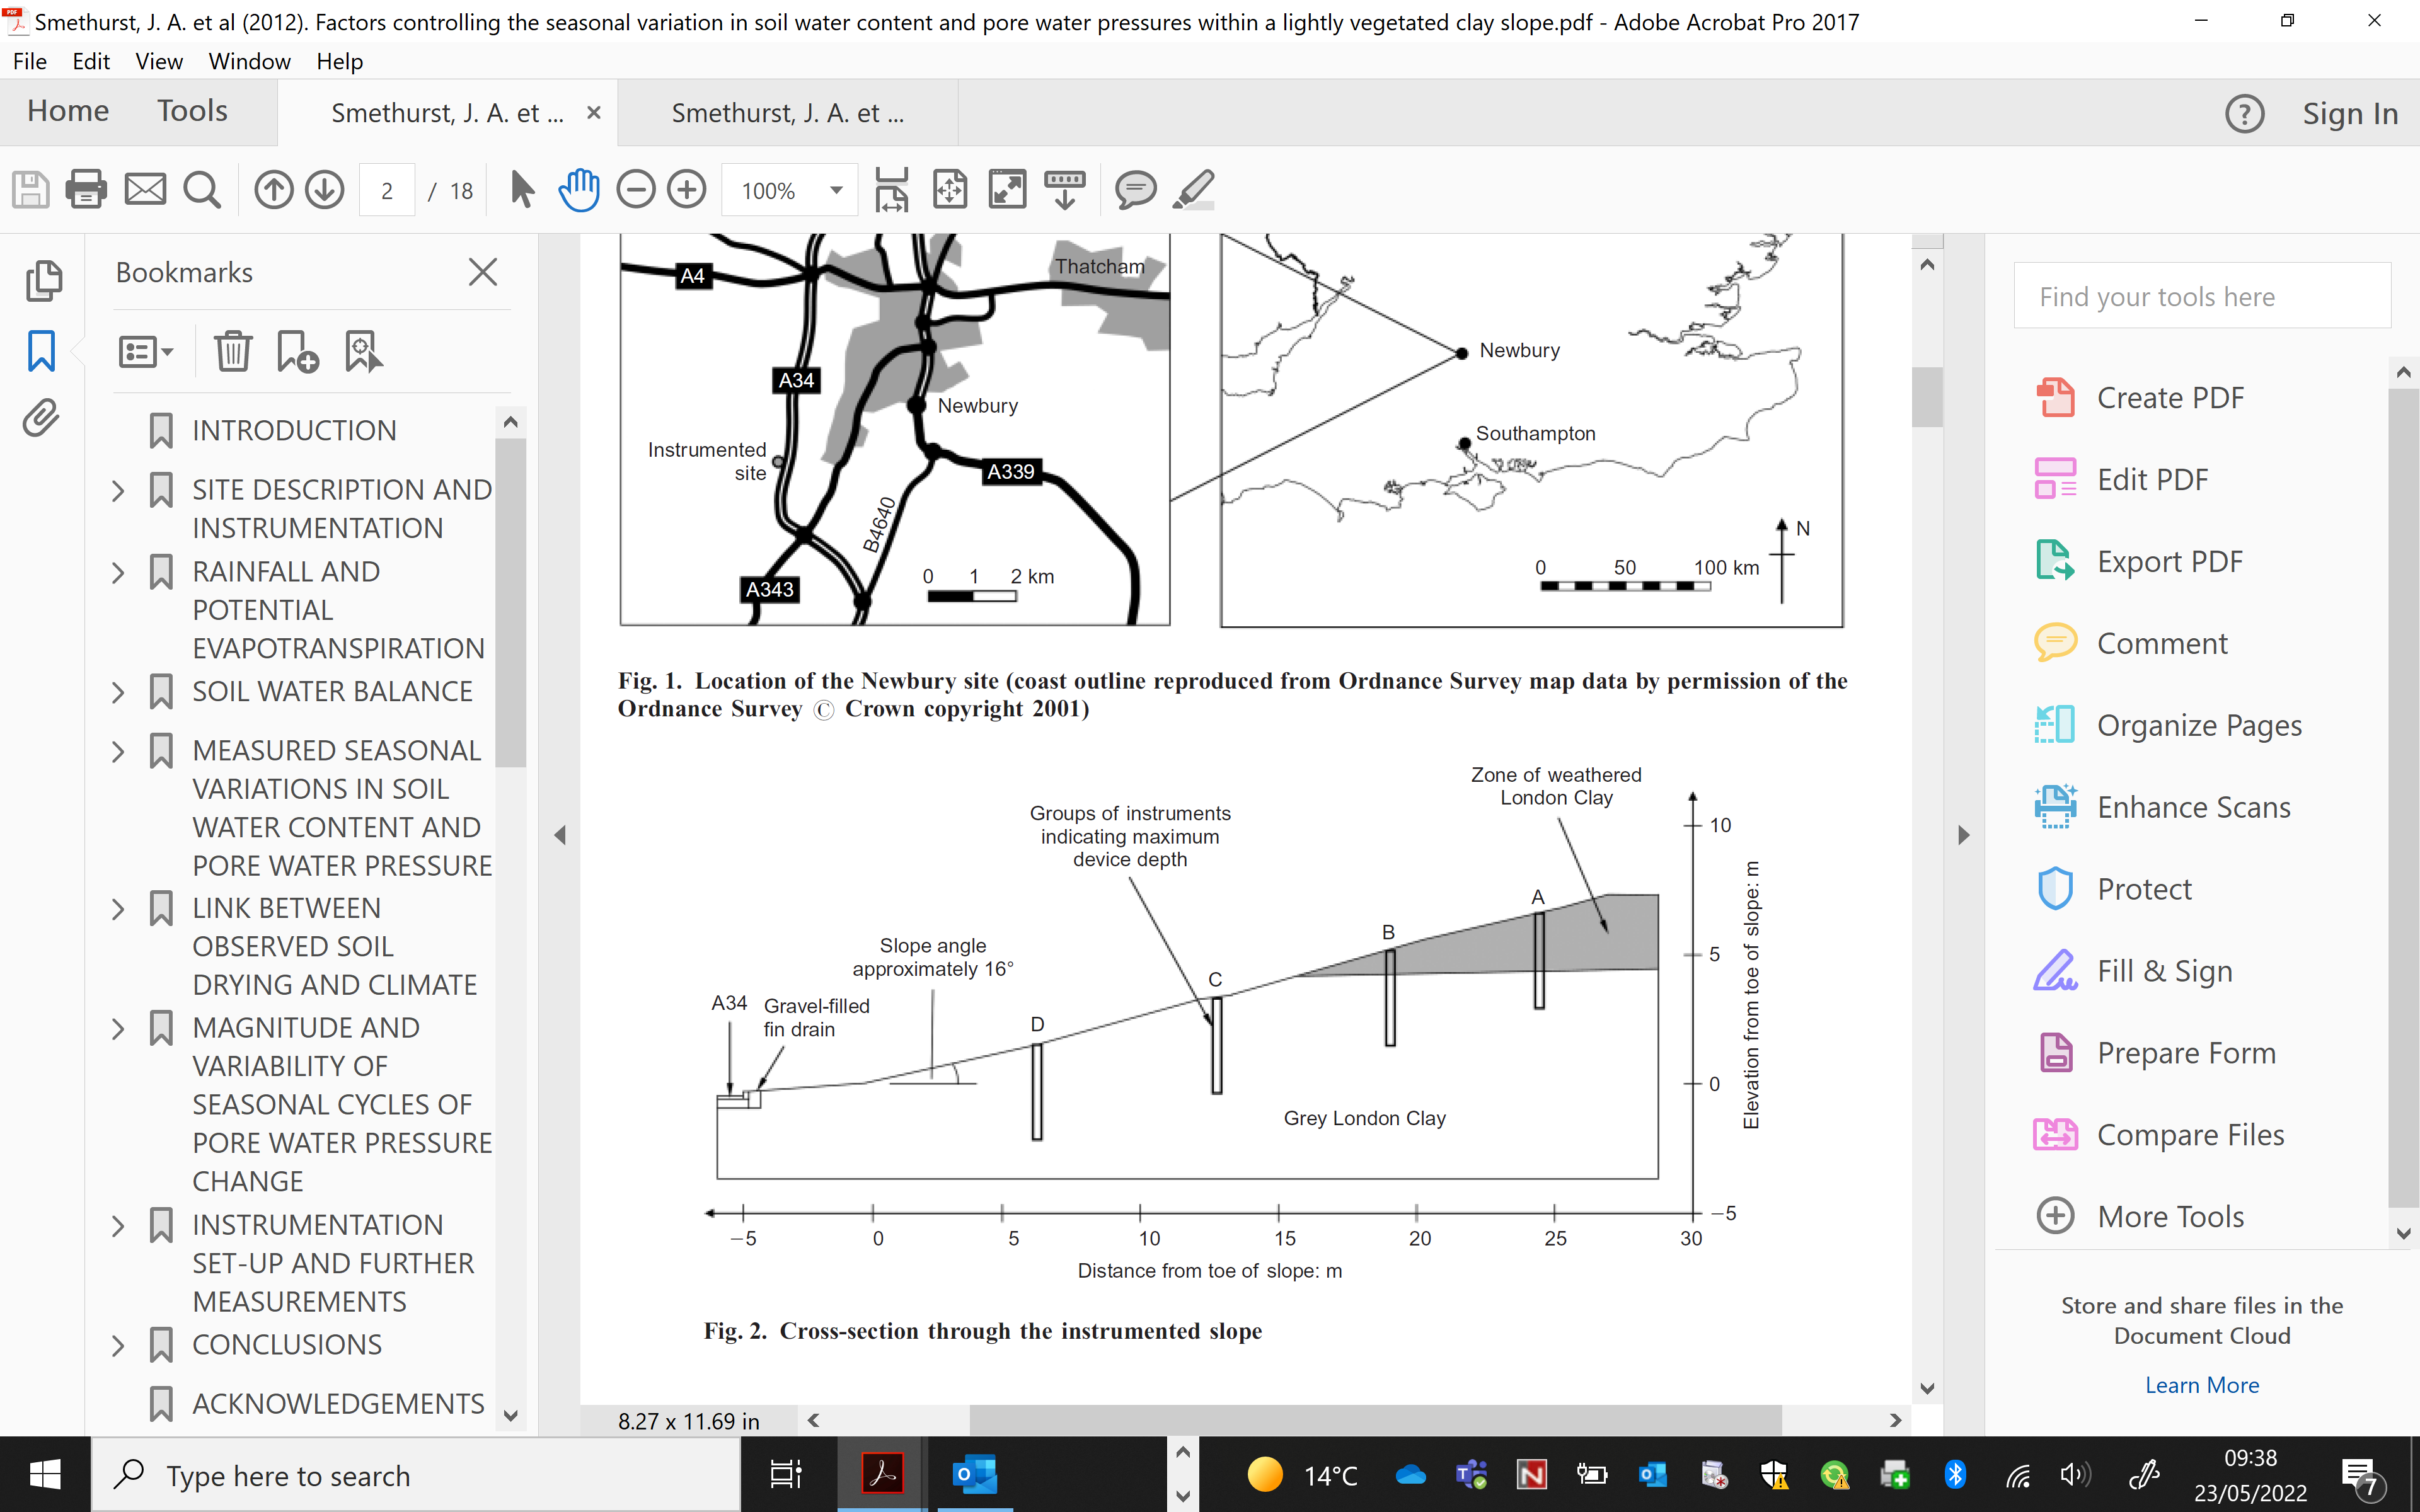 Smethurst, J. A. et al (2012). Factors controlling the seasonal variation in soil water content and pore water pressures within a lightly vegetated clay slope.pdf - Adobe Acrobat Pro 2017
File Edit View Window Help
Home Tools Smethurst, J. A. et ... Smethurst, J. A. et ... Sign In
2 / 18 100%
Bookmarks
INTRODUCTION
SITE DESCRIPTION AND
INSTRUMENTATION
RAINFALL AND
POTENTIAL
EVAPOTRANSPIRATION
SOIL WATER BALANCE
MEASURED SEASONAL
VARIATIONS IN SOIL
WATER CONTENT AND
PORE WATER PRESSURE
LINK BETWEEN
OBSERVED SOIL
DRYING AND CLIMATE
MAGNITUDE AND
VARIABILITY OF
SEASONAL CYCLES OF
PORE WATER PRESSURE
CHANGE
INSTRUMENTATION
SET-UP AND FURTHER
MEASUREMENTS
CONCLUSIONS
ACKNOWLEDGEMENTS
A4
Thatcham
A34
Newbury
Instrumented
site
A339
B4640
A343
0 1 2 km
Newbury
Southampton
N
0 50 100 km
Fig. 1. Location of the Newbury site (coast outline reproduced from Ordnance Survey map data by permission of the
Ordnance Survey © Crown copyright 2001)
Zone of weathered
London Clay
Groups of instruments
indicating maximum
device depth
Slope angle
approximately 16°
A34
Gravel-filled
fin drain
D
C
B
A
Grey London Clay
10
5
0
−5
Elevation from toe of slope: m
−5 0 5 10 15 20 25 30
Distance from toe of slope: m
Fig. 2. Cross-section through the instrumented slope
8.27 x 11.69 in
Find your tools here
Create PDF
Edit PDF
Export PDF
Comment
Organize Pages
Enhance Scans
Protect
Fill & Sign
Prepare Form
Compare Files
More Tools
Store and share files in the
Document Cloud
Learn More
Type here to search
14°C
09:38
23/05/2022
7